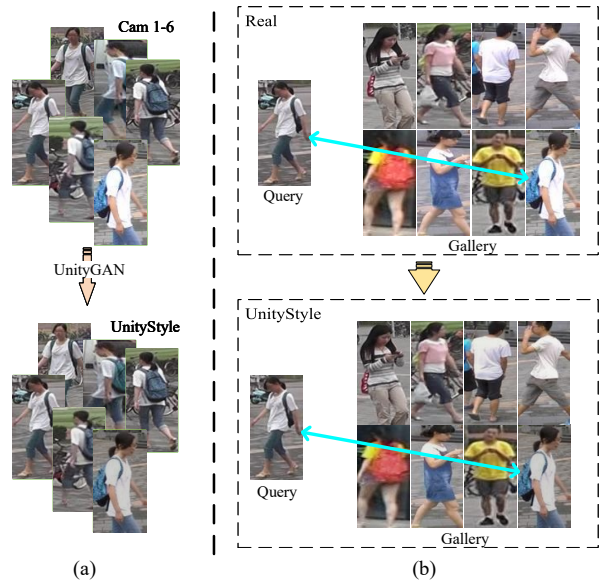 Cam 1-6
UnityGAN
UnityStyle
(a)
Real
Query
Gallery
UnityStyle
Query
Gallery
(b)